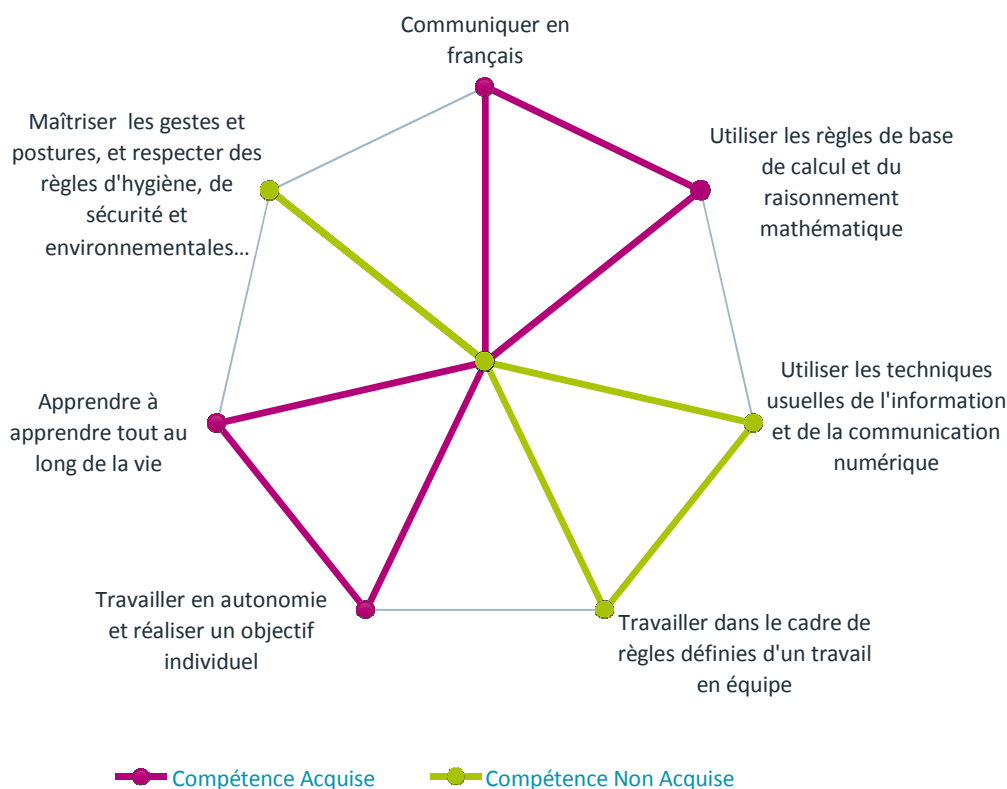 Communiquer en
français
Utiliser les règles de base
de calcul et du
raisonnement
mathématique
Utiliser les techniques
usuelles de l'information
et de la communication
numérique
Travailler dans le cadre de
règles définies d'un travail
en équipe
Travailler en autonomie
et réaliser un objectif
individuel
Apprendre à
apprendre tout au
long de la vie
Maîtriser les gestes et
postures, et respecter des
règles d'hygiène, de
sécurité et
environnementales…
Compétence Acquise
Compétence Non Acquise